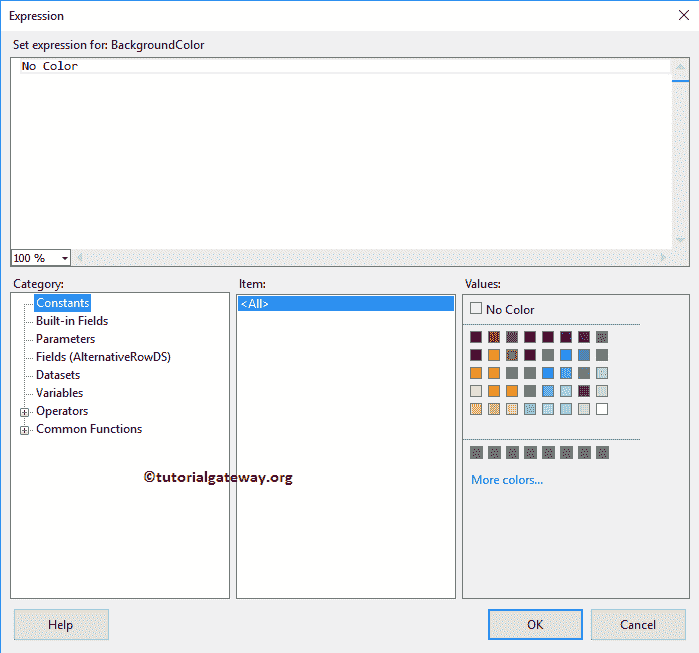 Expression
Set expression for: BackgroundColor
No Color
100 %
Category:
Item:
Values:
Constants
Built-in Fields
Parameters
Fields (AlternativeRowDS)
Datasets
Variables
Operators
Common Functions
<All>
No Color
More colors...
©tutorialgateway.org
Help
OK
Cancel